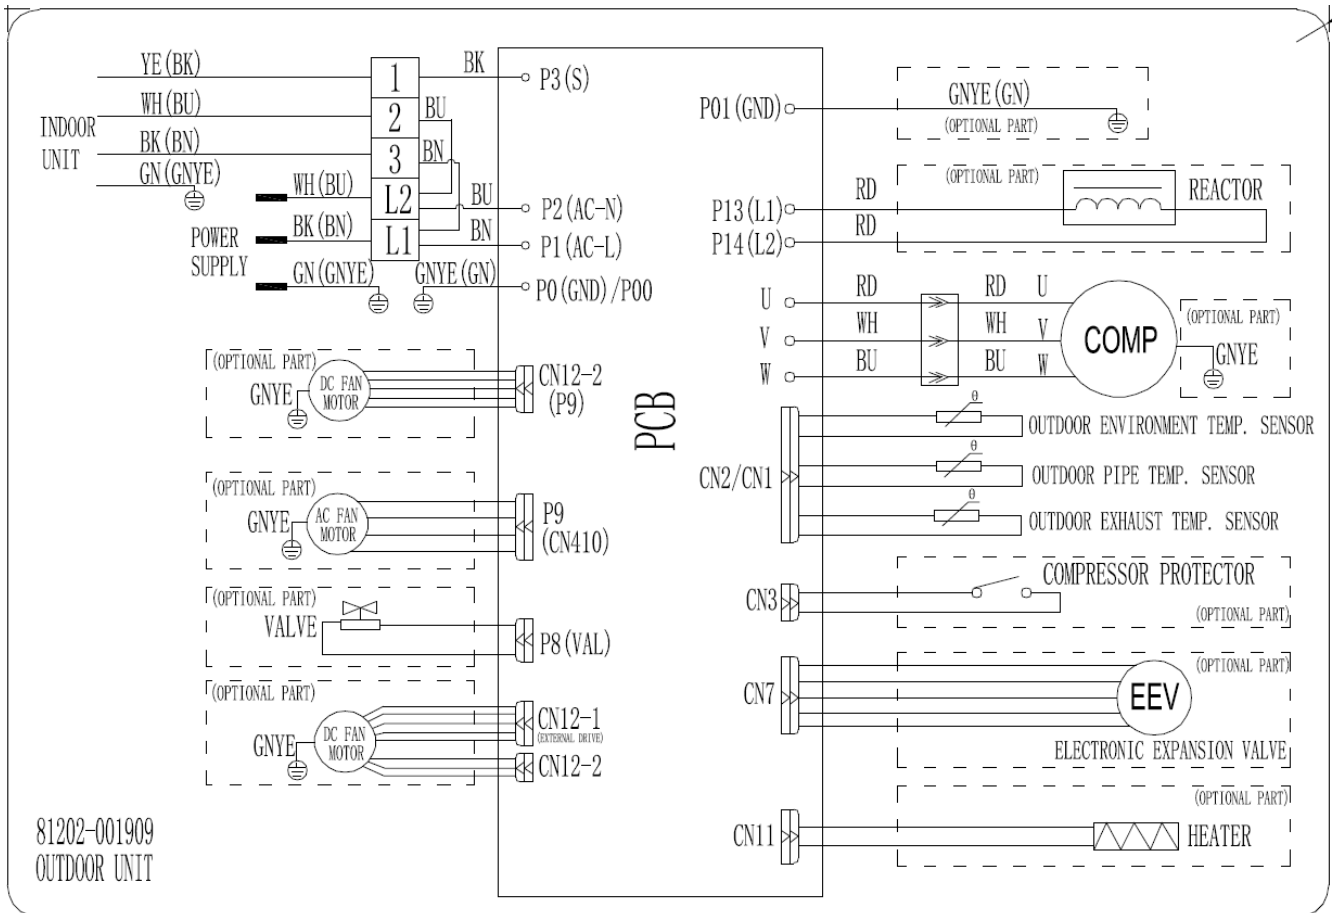 YE(BK)
WH(BU)
INDOOR
UNIT
BK(BN)
GN(GNYE)
1
2
3
L2
L1
BK
BU
BN
BU
BN
P3(S)
P2(AC-N)
P1(AC-L)
P0(GND)/P00
POWER
SUPPLY
WH(BU)
BK(BN)
GN(GNYE)
GNYE(GN)
(OPTIONAL PART)
GNYE
DC FAN
MOTOR
CN12-2
(P9)
(OPTIONAL PART)
GNYE
AC FAN
MOTOR
P9
(CN410)
(OPTIONAL PART)
VALVE
P8(VAL)
(OPTIONAL PART)
GNYE
DC FAN
MOTOR
CN12-1
(EXTERNAL DRIVE)
CN12-2
81202-001909
OUTDOOR UNIT
PCB
P01(GND)
GNYE(GN)
(OPTIONAL PART)
(OPTIONAL PART)
REACTOR
P13(L1)
RD
P14(L2)
RD
U
RD
RD
U
V
WH
WH
V
W
BU
BU
W
COMP
(OPTIONAL PART)
GNYE
CN2/CN1
θ
OUTDOOR ENVIRONMENT TEMP. SENSOR
θ
OUTDOOR PIPE TEMP. SENSOR
θ
OUTDOOR EXHAUST TEMP. SENSOR
CN3
COMPRESSOR PROTECTOR
(OPTIONAL PART)
CN7
(OPTIONAL PART)
EEV
ELECTRONIC EXPANSION VALVE
CN11
(OPTIONAL PART)
HEATER